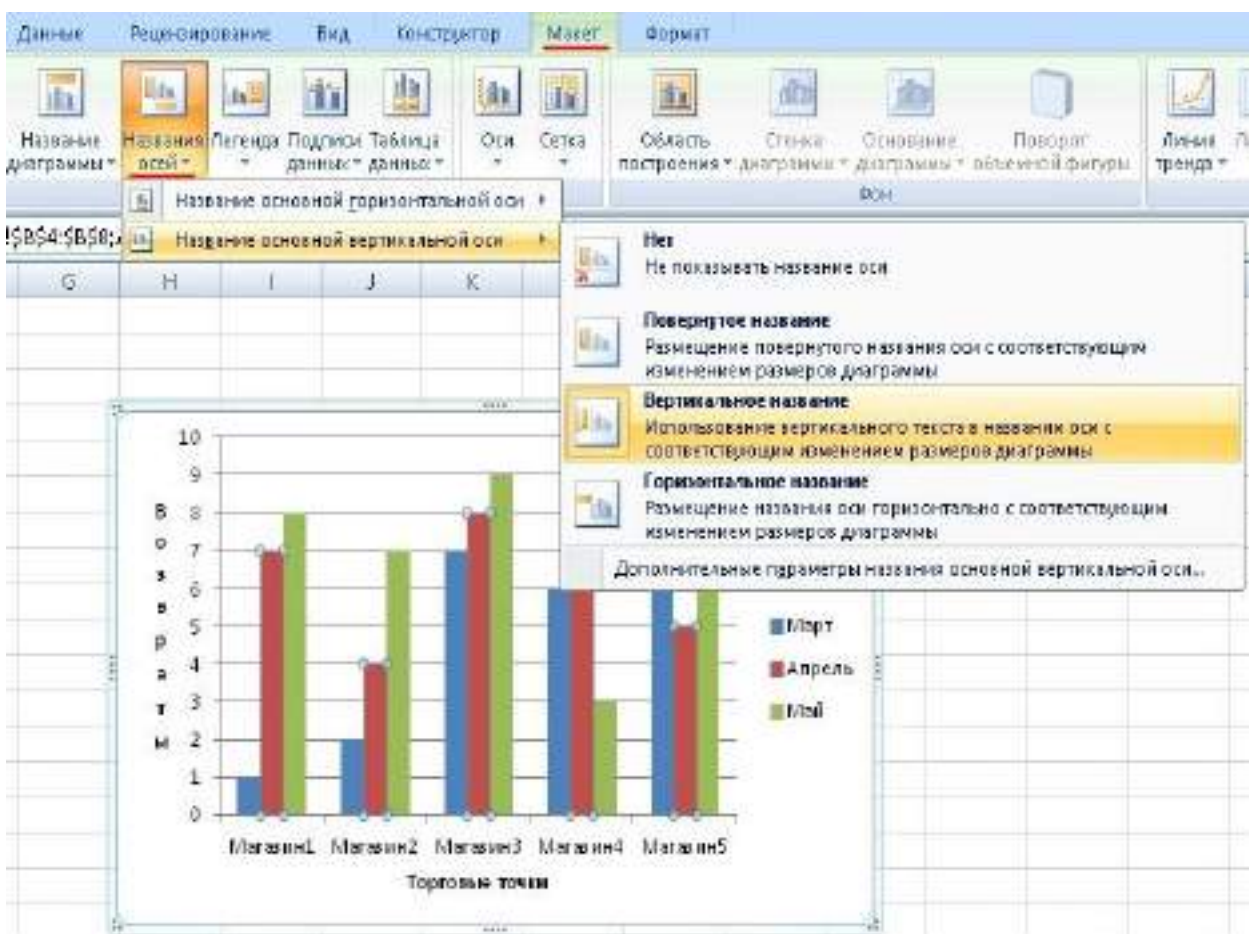 Данные Рецензирование Вид Конструктор Макет Формат
Название Названия Легенда Подписи Таблица Оси Сетка Область Стенка Основание Поворот Линия
диаграммы осей данных данных построения диаграммы диаграммы объемной фигуры тренда
Фон
Название основной горизонтальной оси
$B$4:$B$8;
Название основной вертикальной оси
G H I J K
Нет
Не показывать название оси
Повернутое название
Размещение повернутого названия оси с соответствующим
изменением размеров диаграммы
Вертикальное название
Использование вертикального текста в названии оси с
соответствующим изменением размеров диаграммы
Горизонтальное название
Размещение названия оси горизонтально с соответствующим
изменением размеров диаграммы
Дополнительные параметры названия основной вертикальной оси...
Возвраты
10
9
8
7
6
5
4
3
2
1
0
Март
Апрель
Май
Магазин1 Магазин2 Магазин3 Магазин4 Магазин5
Торговые точки